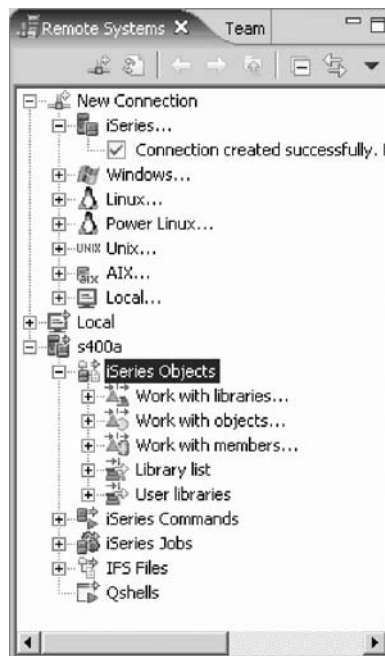 Remote Systems
Team
New Connection
iSeries...
Connection created successfully.
Windows...
Linux...
Power Linux...
UNIX Unix...
aix AIX...
Local...
Local
s400a
iSeries Objects
Work with libraries...
Work with objects...
Work with members...
Library list
User libraries
iSeries Commands
iSeries Jobs
IFS Files
Qshells